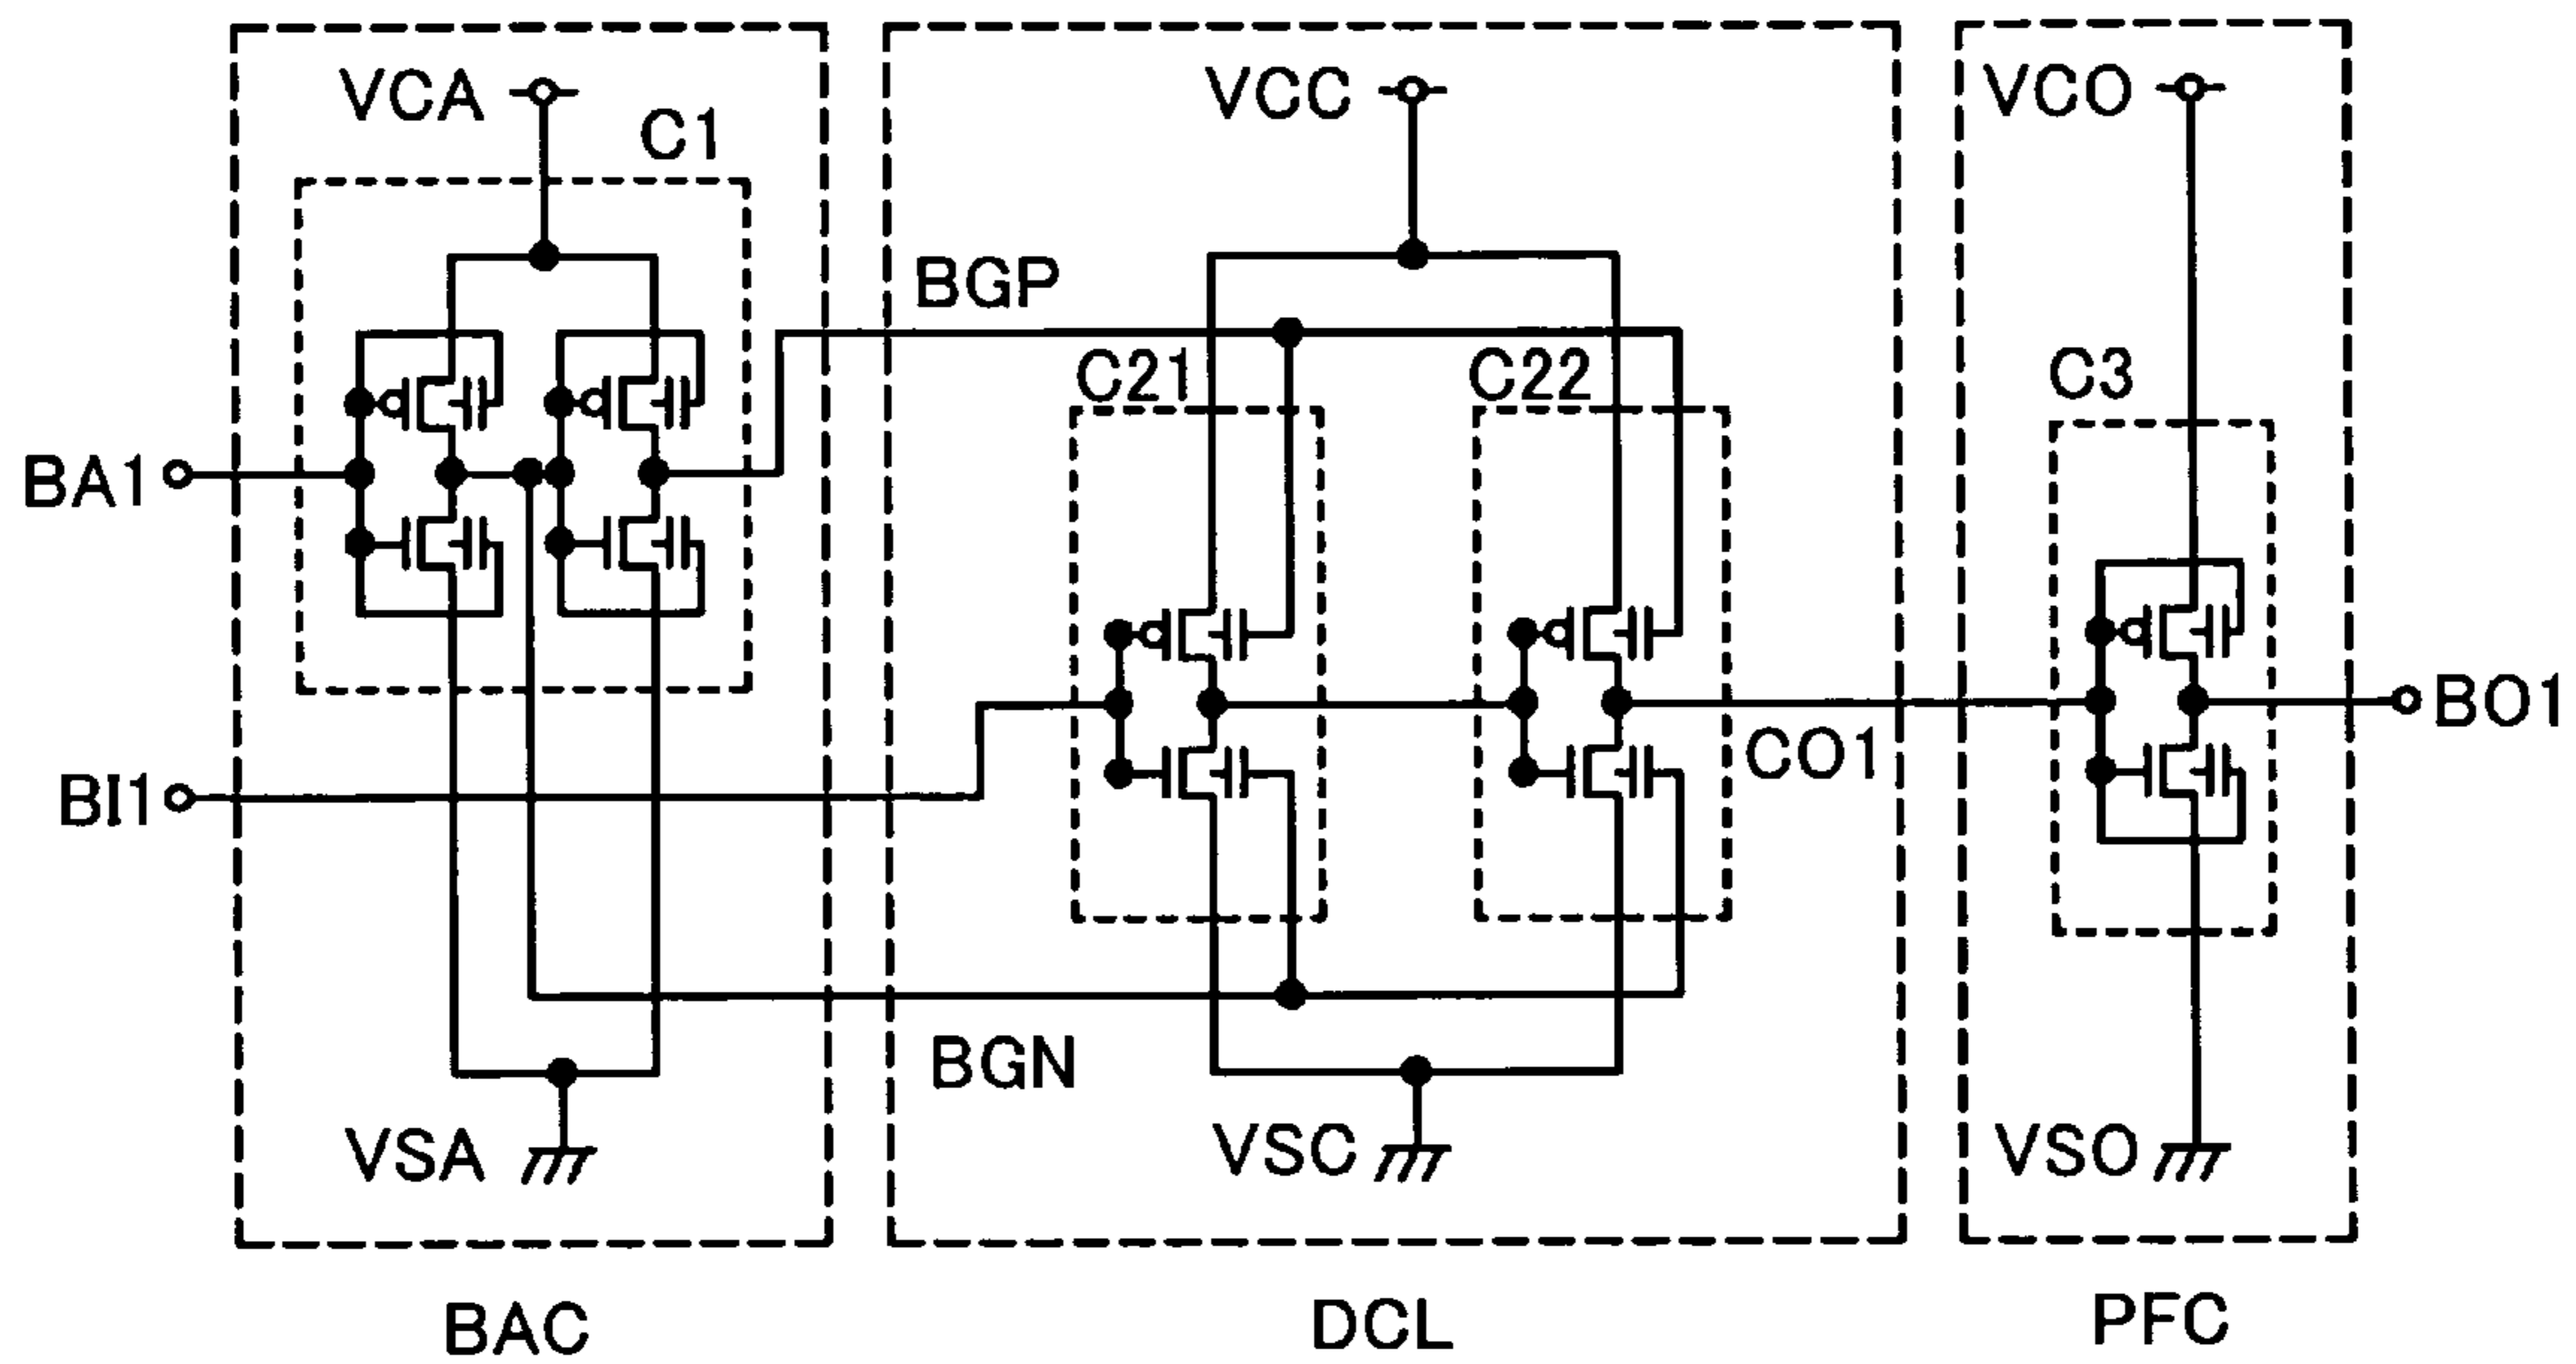 VCA
C1
VCC
VCO
BGP
C21
C22
C3
BA1
BI1
CO1
BO1
BGN
VSA
VSC
VSO
BAC
DCL
PFC